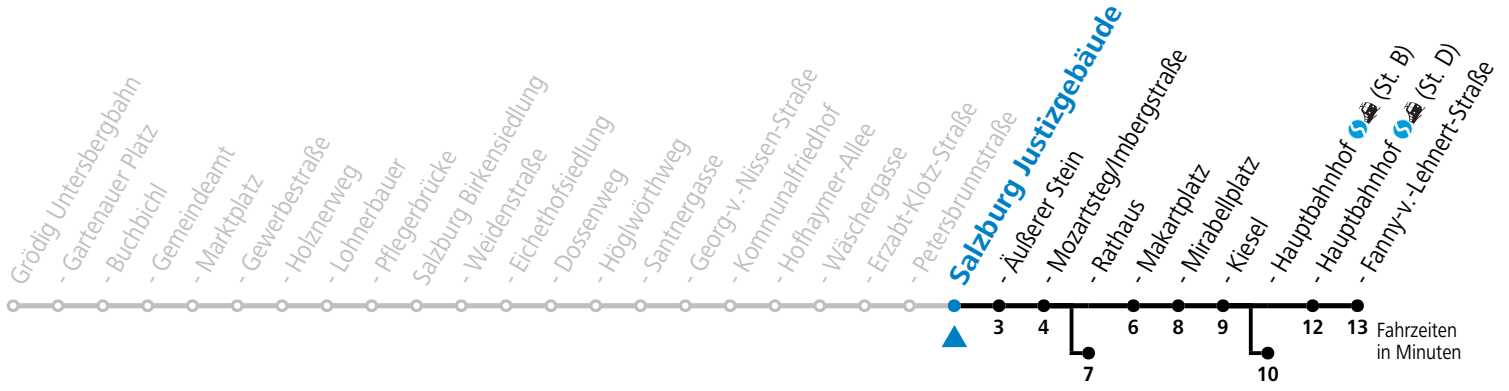 Grödig Untersbergbahn
- Gartenauer Platz
- Buchbichl
- Gemeindeamt
- Marktplatz
- Gewerbestraße
- Holznerweg
- Lohnerbauer
- Pflegerbrücke
Salzburg Birkensiedlung
- Weidenstraße
- Eichethofsiedlung
- Dossenweg
- Höglwörthweg
- Santnergasse
- Georg-v.-Nissen-Straße
- Kommunalfriedhof
- Hofhaymer-Allee
- Wäschergasse
- Erzabt-Klotz-Straße
- Petersbrunnstraße
Salzburg Justizgebäude
- Äußerer Stein
- Mozartsteg/Imbergstraße
- Rathaus
- Makartplatz
- Mirabellplatz
- Kiesel
- Hauptbahnhof (St. B)
- Hauptbahnhof (St. D)
- Fanny-v.-Lehnert-Straße
3 4 6 8 9 12 13
7 10
Fahrzeiten
in Minuten